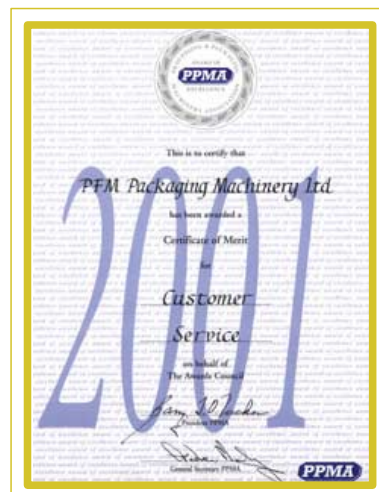 PPMA
EXCELLENCE
This is to certify that
PFM Packaging Machinery Ltd
has been awarded a
Certificate of Merit
for
Customer
Service
on behalf of
The Awards Council
President PPMA
General Secretary PPMA
PPMA
2001